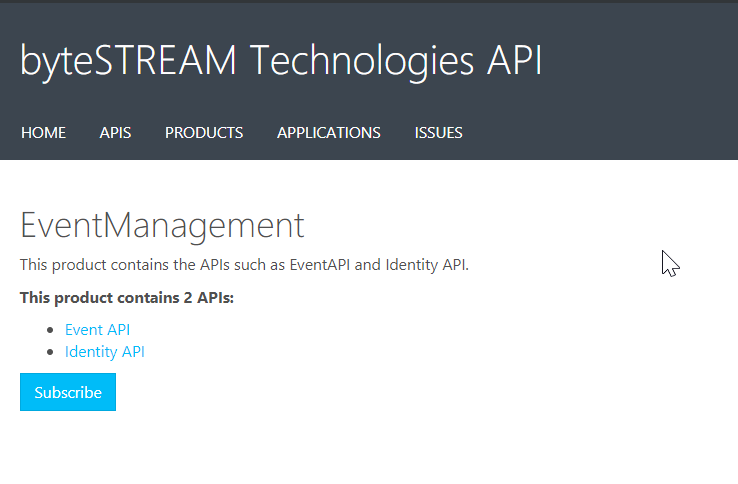 byteSTREAM Technologies API
HOME APIS PRODUCTS APPLICATIONS ISSUES
EventManagement
This product contains the APIs such as EventAPI and Identity API.
This product contains 2 APIs:
Event API
Identity API
Subscribe